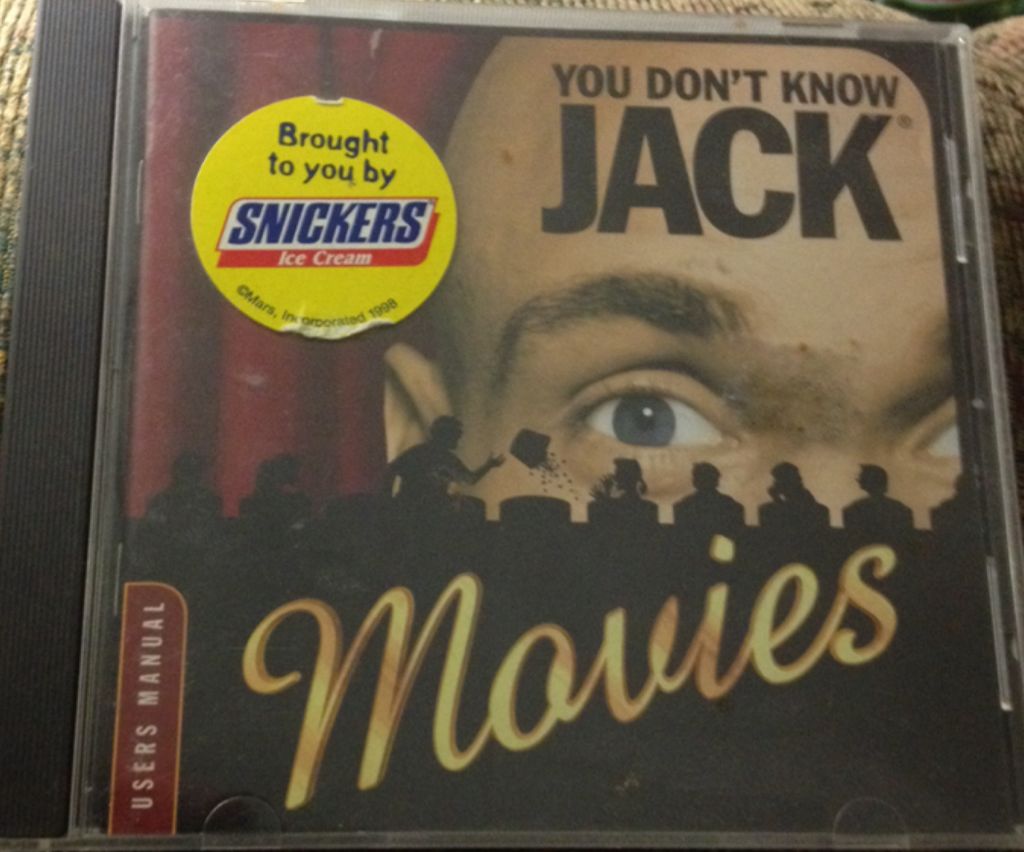 Brought
to you by
SNICKERS
Ice Cream
©Mars, Incorporated 1998
YOU DON'T KNOW
JACK®
Movies
USERS MANUAL